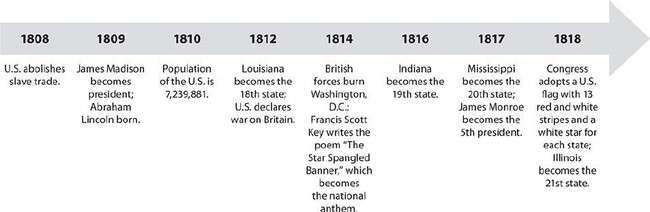 1808 1809 1810 1812 1814 1816 1817 1818
U.S. abolishes
slave trade.
James Madison
becomes
president;
Abraham
Lincoln born.
Population
of the U.S. is
7,239,881.
Louisiana
becomes the
18th state;
U.S. declares
war on Britain.
British
forces burn
Washington,
D.C.;
Francis Scott
Key writes the
poem “The
Star Spangled
Banner,” which
becomes
the national
anthem.
Indiana
becomes the
19th state.
Mississippi
becomes the
20th state;
James Monroe
becomes the
5th president.
Congress
adopts a U.S.
flag with 13
red and white
stripes and a
white star for
each state;
Illinois
becomes the
21st state.